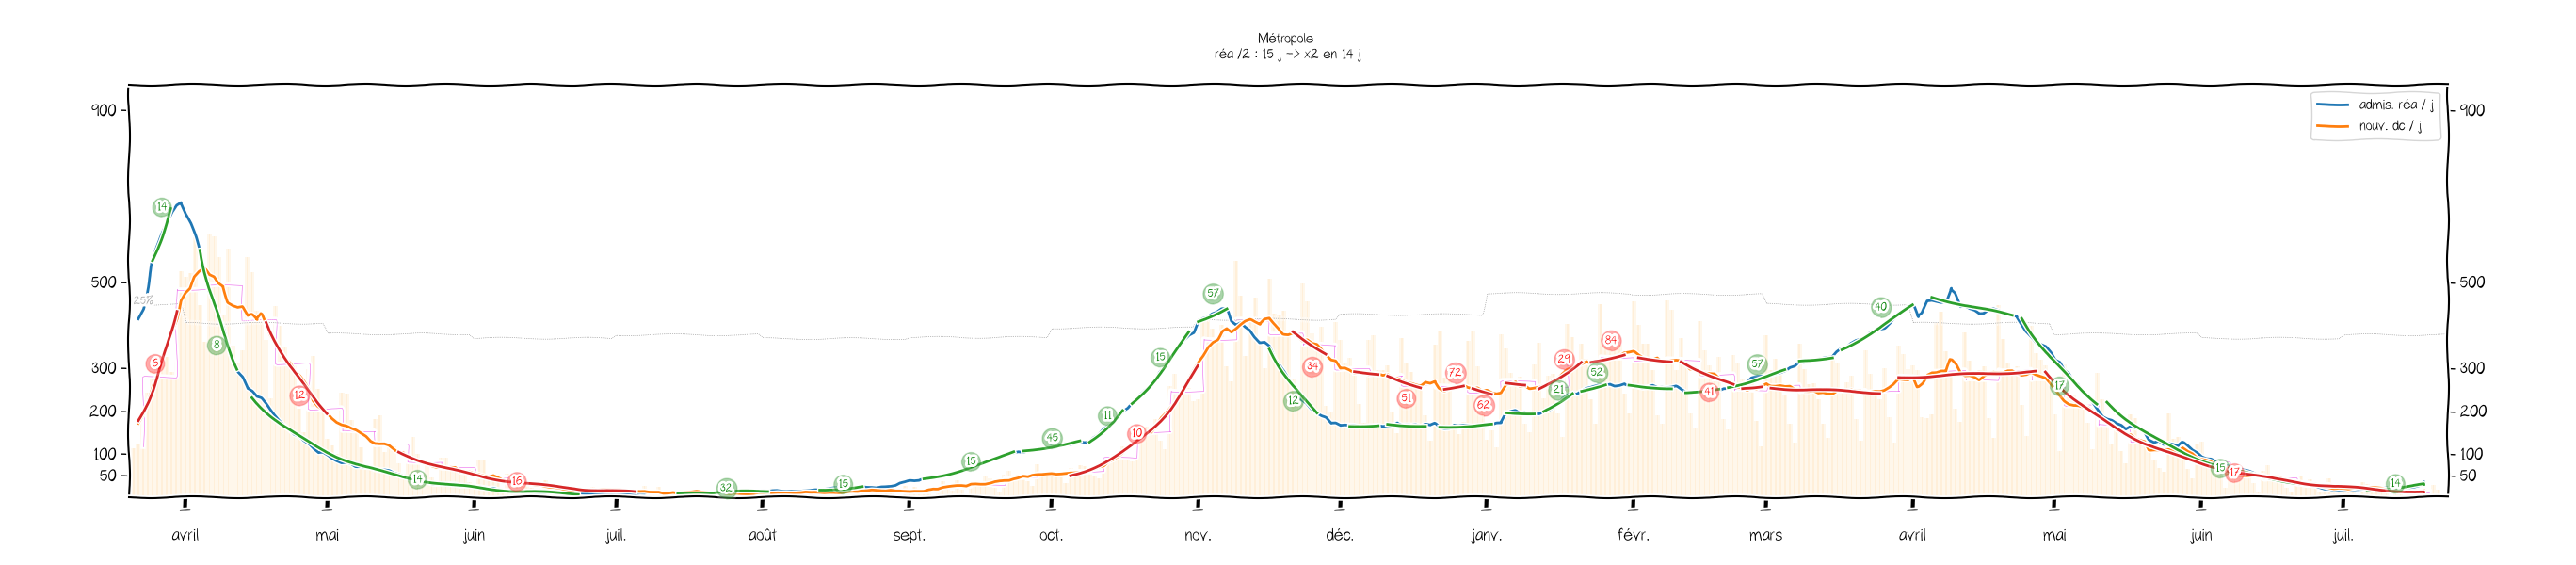 Métropole
réa /2 : 15 j -> x2 en 14 j
900
900
admis. réa / j
nouv. dc / j
14
57
500
500
25%
40
15
84
8
6
29
57
300
34
72
52
300
12
12
51
62
21
41
17
200
11
200
10
45
100
15
100
50
14
16
32
15
15
17
14
50
avril
mai
juin
juil.
août
sept.
oct.
nov.
déc.
janv.
févr.
mars
avril
mai
juin
juil.